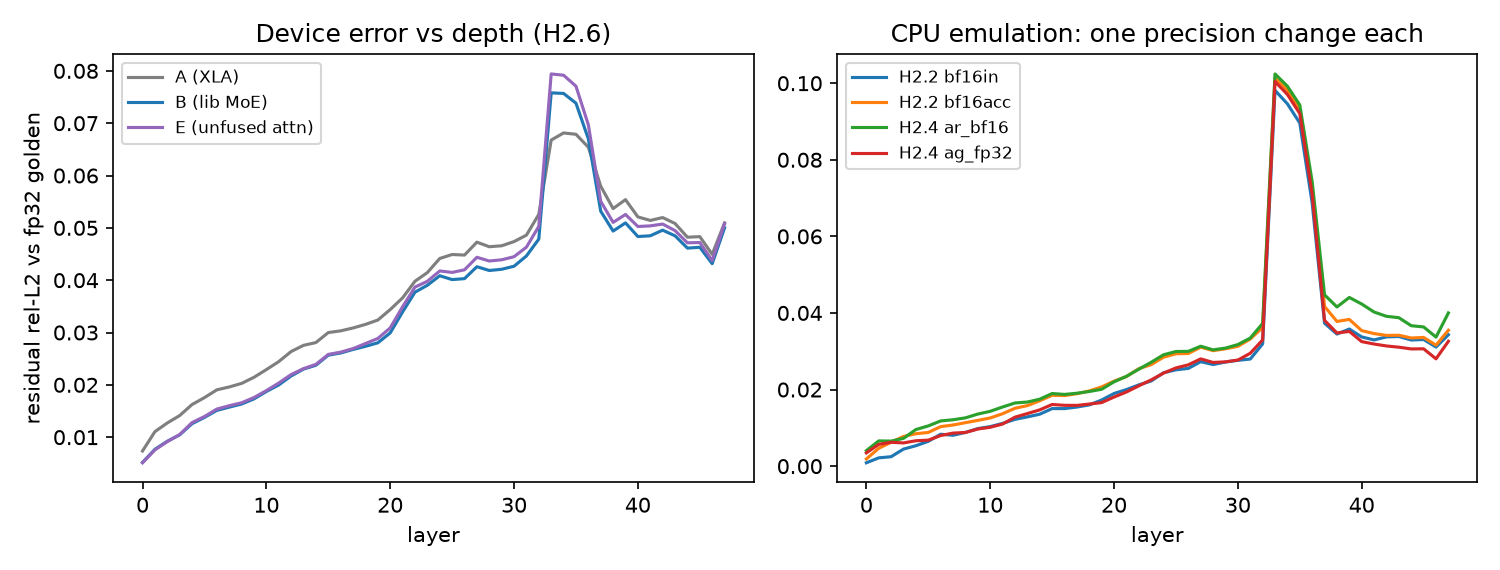 Device error vs depth (H2.6)
residual rel-L2 vs fp32 golden
0.08
0.07
0.06
0.05
0.04
0.03
0.02
0.01
A (XLA)
B (lib MoE)
E (unfused attn)
0 10 20 30 40
layer
CPU emulation: one precision change each
0.10
0.08
0.06
0.04
0.02
0.00
H2.2 bf16in
H2.2 bf16acc
H2.4 ar_bf16
H2.4 ag_fp32
0 10 20 30 40
layer